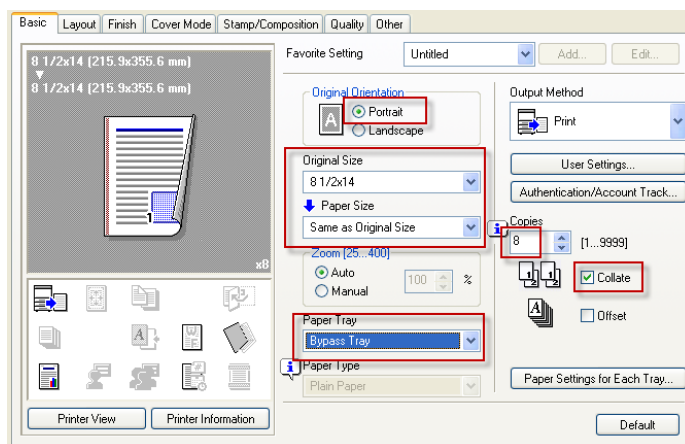 Basic Layout Finish Cover Mode Stamp/Composition Quality Other
8 1/2x14 (215.9x355.6 mm)
8 1/2x14 (215.9x355.6 mm)
1
x8
Printer View Printer Information
Favorite Setting Untitled Add... Edit...
Original Orientation
A Portrait
Landscape
Original Size
8 1/2x14
Paper Size
Same as Original Size
Zoom [25...400]
Auto
Manual
100 %
Paper Tray
Bypass Tray
Paper Type
Plain Paper
Output Method
Print
User Settings...
Authentication/Account Track...
Copies
8 [1...9999]
Collate
Offset
Paper Settings for Each Tray...
Default